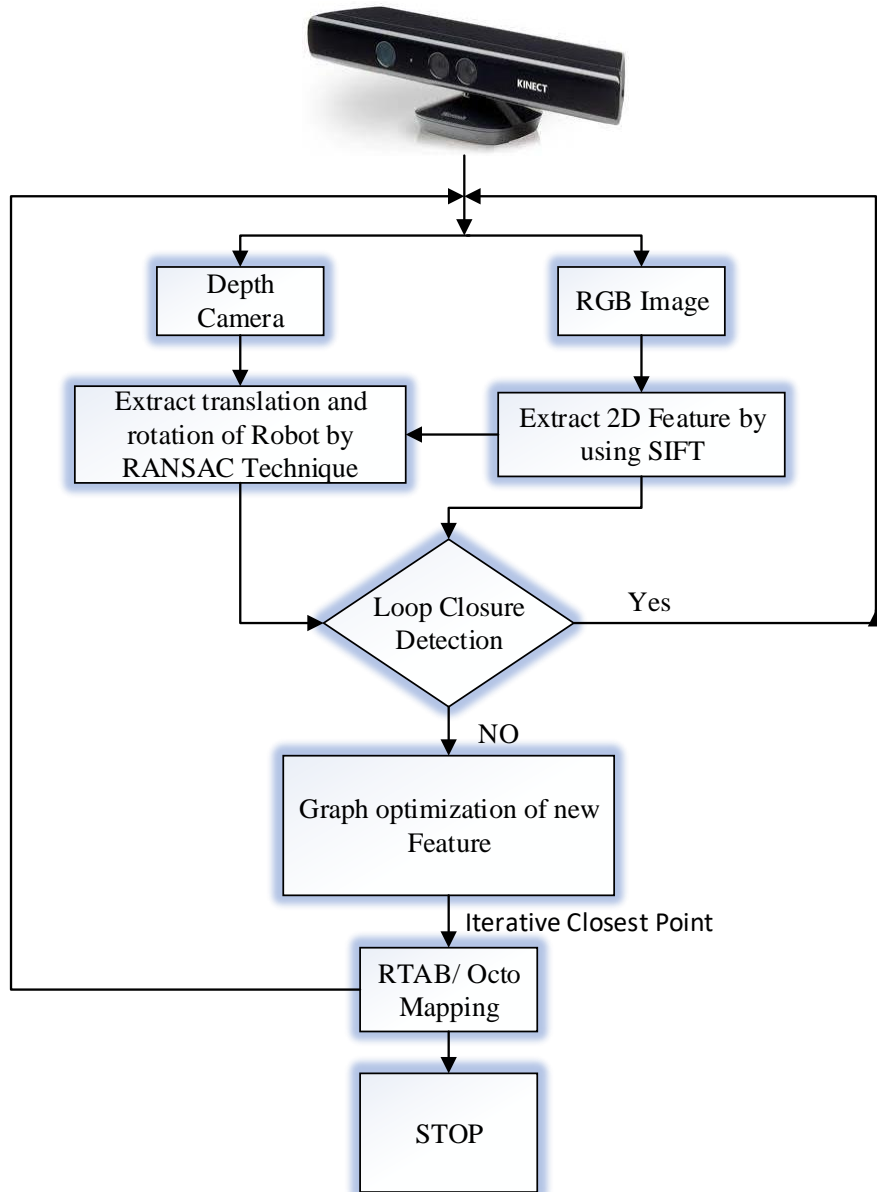 KINECT
Depth
Camera
RGB Image
Extract translation and
rotation of Robot by
RANSAC Technique
Extract 2D Feature by
using SIFT
Loop Closure
Detection
Yes
NO
Graph optimization of new
Feature
Iterative Closest Point
RTAB/ Octo
Mapping
STOP